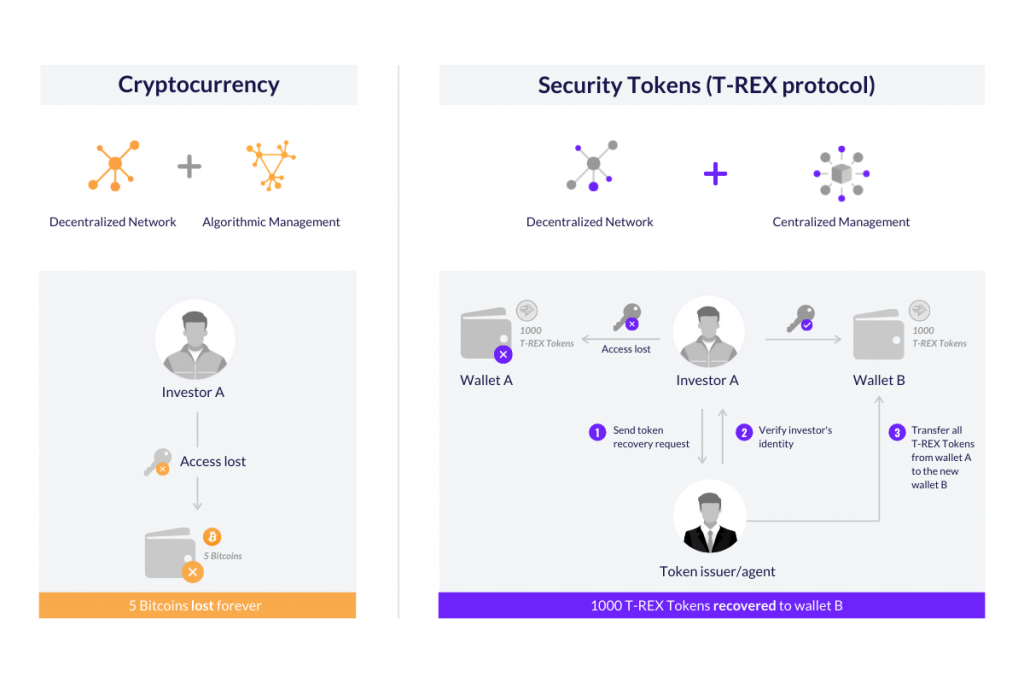 Cryptocurrency
Decentralized Network
Algorithmic Management
Investor A
Access lost
5 Bitcoins
5 Bitcoins lost forever
Security Tokens (T-REX protocol)
Decentralized Network
Centralized Management
1000
T-REX Tokens
Wallet A
Access lost
Investor A
1000
T-REX Tokens
Wallet B
1
Send token
recovery request
2
Verify investor's
identity
3
Transfer all
T-REX Tokens
from wallet A
to the new
wallet B
Token issuer/agent
1000 T-REX Tokens recovered to wallet B